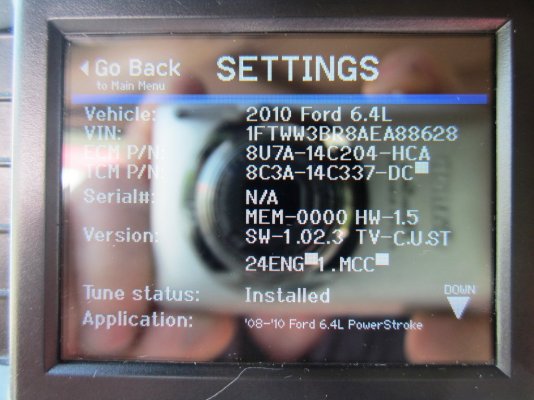 Go Back
to Main Menu
SETTINGS
Vehicle: 2010 Ford 6.4L
VIN: 1FTWW3BR8AEA88628
ECM P/N: 8U7A-14C204-HCA
TCM P/N: 8C3A-14C337-DC
Serial#: N/A
MEM-0000 HW-1.5
Version: SW-1.02.3 TV-C.U.ST
24ENG 1.MCC
Tune status: Installed
DOWN
Application: '08-'10 Ford 6.4L PowerStroke